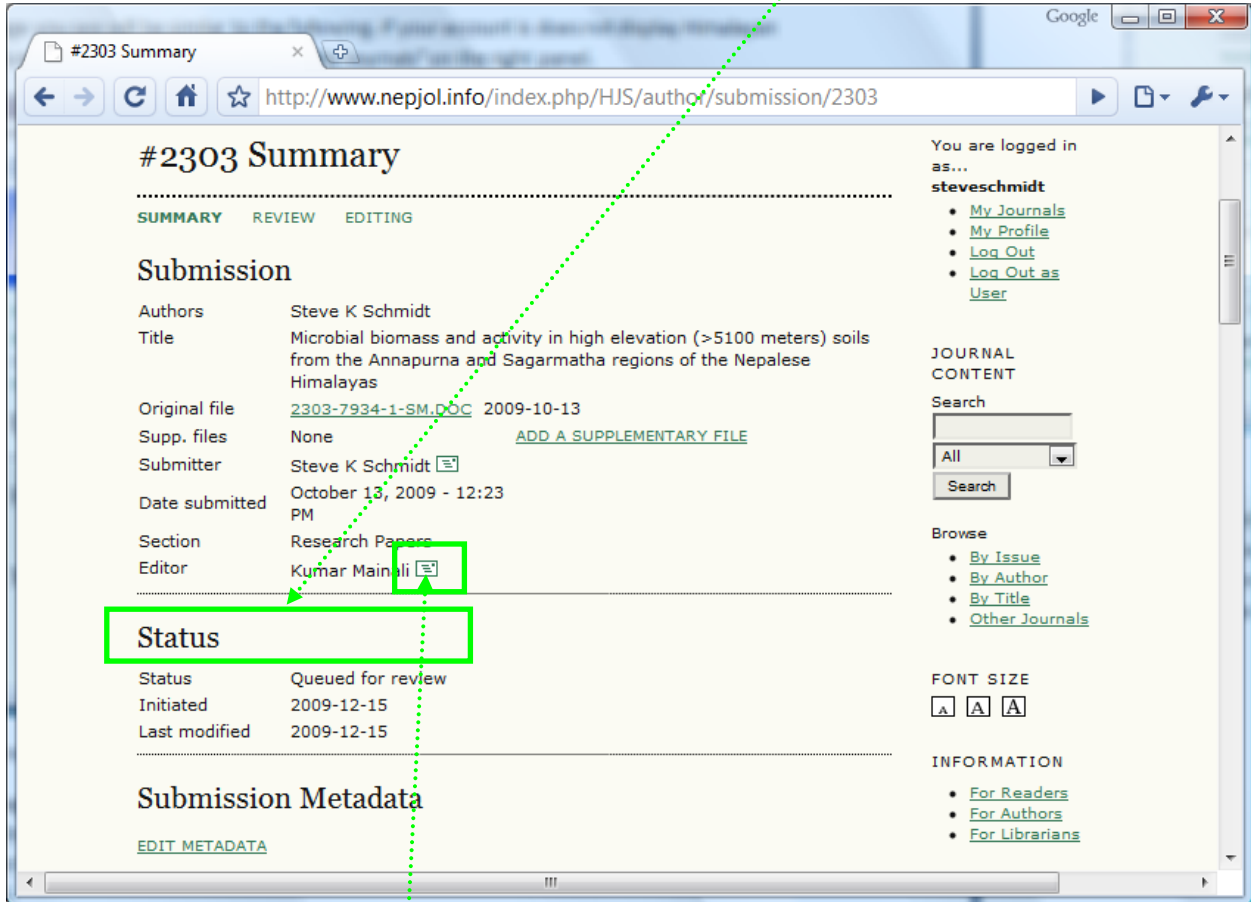 Google
#2303 Summary
http://www.nepjol.info/index.php/HJS/author/submission/2303
#2303 Summary
SUMMARY REVIEW EDITING
Submission
Authors Steve K Schmidt
Title Microbial biomass and activity in high elevation (>5100 meters) soils
from the Annapurna and Sagarmatha regions of the Nepalese
Himalayas
Original file 2303-7934-1-SM.DOC 2009-10-13
Supp. files None ADD A SUPPLEMENTARY FILE
Submitter Steve K Schmidt
Date submitted October 13, 2009 - 12:23
PM
Section Research Papers
Editor Kumar Mainali
Status
Status Queued for review
Initiated 2009-12-15
Last modified 2009-12-15
Submission Metadata
EDIT METADATA
You are logged in
as...
steveschmidt
My Journals
My Profile
Log Out
Log Out as
User
JOURNAL
CONTENT
Search
All
Search
Browse
By Issue
By Author
By Title
Other Journals
FONT SIZE
A A A
INFORMATION
For Readers
For Authors
For Librarians